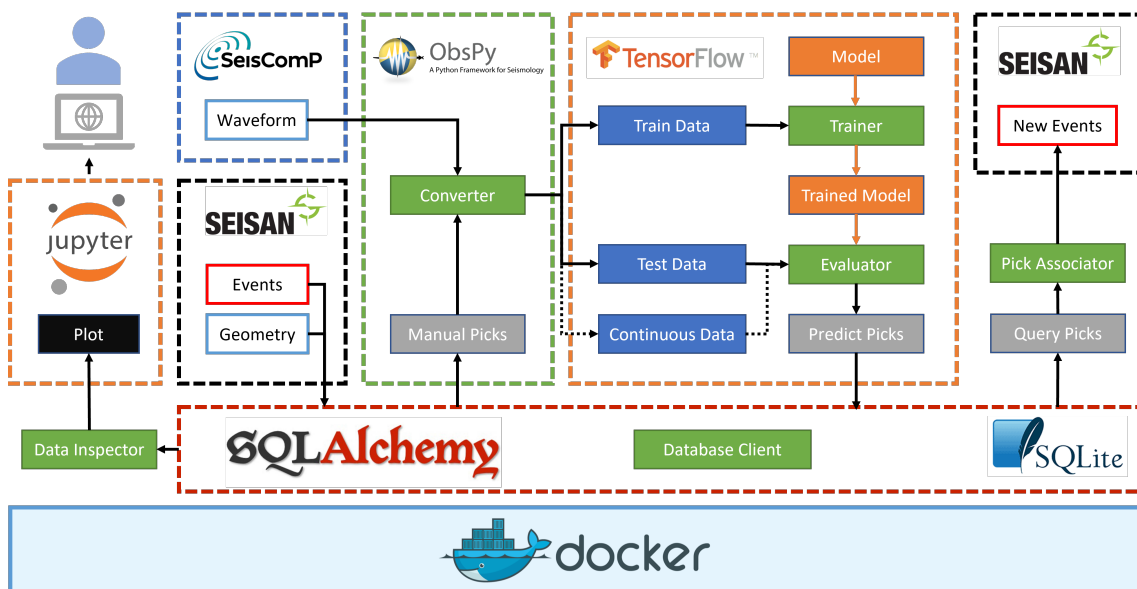 SeisComP
Waveform
ObsPy
A Python Framework for Seismology
TensorFlow ™
Model
Train Data
Trainer
SEISAN
New Events
Converter
Trained Model
jupyter
SEISAN
Events
Test Data
Evaluator
Pick Associator
Plot
Geometry
Manual Picks
Continuous Data
Predict Picks
Query Picks
Data Inspector
SQLAlchemy
Database Client
SQLite
docker